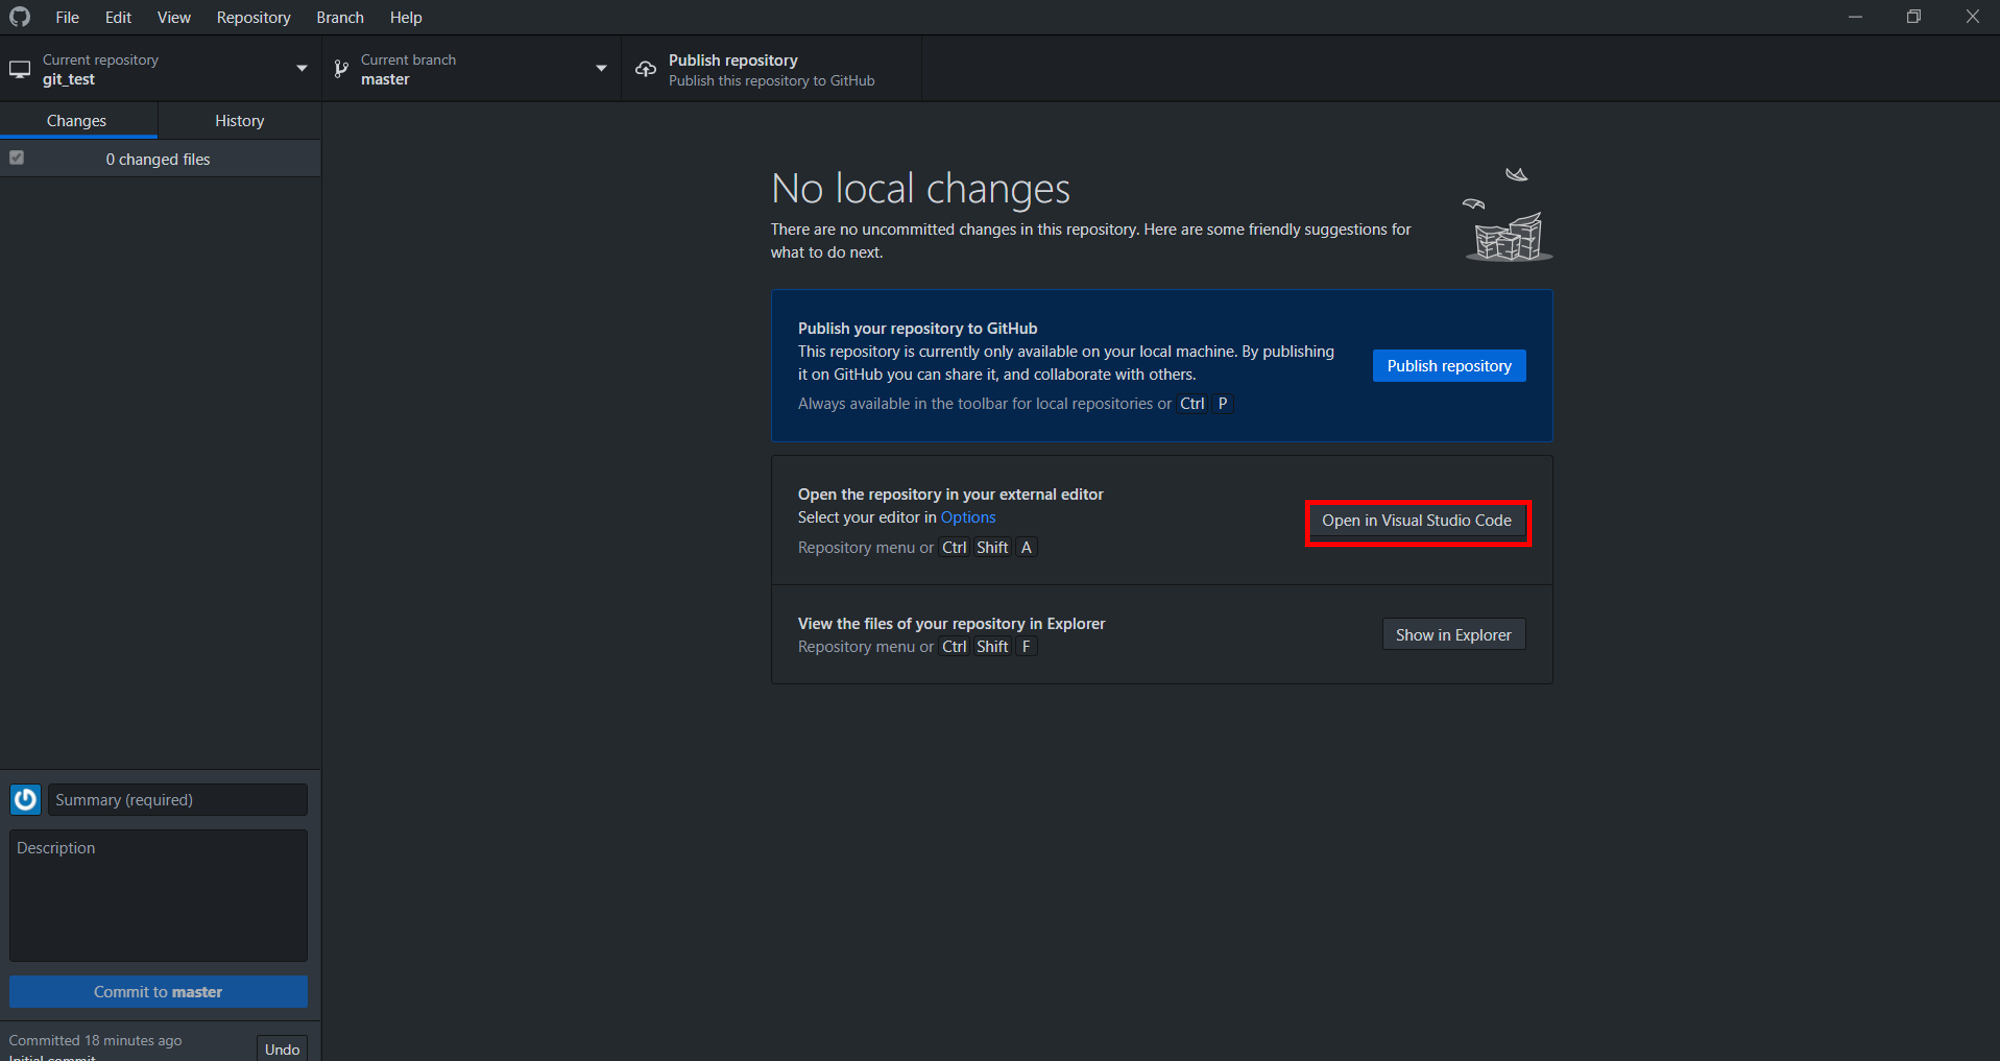 File Edit View Repository Branch Help
Current repository
git_test
Current branch
master
Publish repository
Publish this repository to GitHub
Changes History
0 changed files
No local changes
There are no uncommitted changes in this repository. Here are some friendly suggestions for
what to do next.
Publish your repository to GitHub
This repository is currently only available on your local machine. By publishing
it on GitHub you can share it, and collaborate with others.
Always available in the toolbar for local repositories or Ctrl P
Publish repository
Open the repository in your external editor
Select your editor in Options
Repository menu or Ctrl Shift A
Open in Visual Studio Code
View the files of your repository in Explorer
Repository menu or Ctrl Shift F
Show in Explorer
Summary (required)
Description
Commit to master
Committed 18 minutes ago
Initial commit
Undo